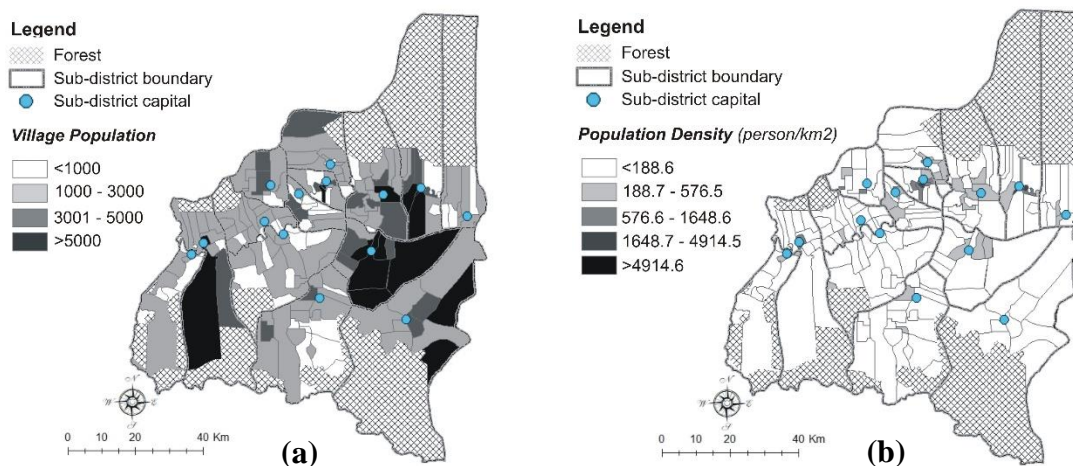 Legend
Forest
Sub-district boundary
Sub-district capital
Village Population
<1000
1000 - 3000
3001 - 5000
>5000
N
W E
S
0 10 20 40 Km
(a)
Legend
Forest
Sub-district boundary
Sub-district capital
Population Density (person/km2)
<188.6
188.7 - 576.5
576.6 - 1648.6
1648.7 - 4914.5
>4914.6
N
W E
S
0 10 20 40 Km
(b)